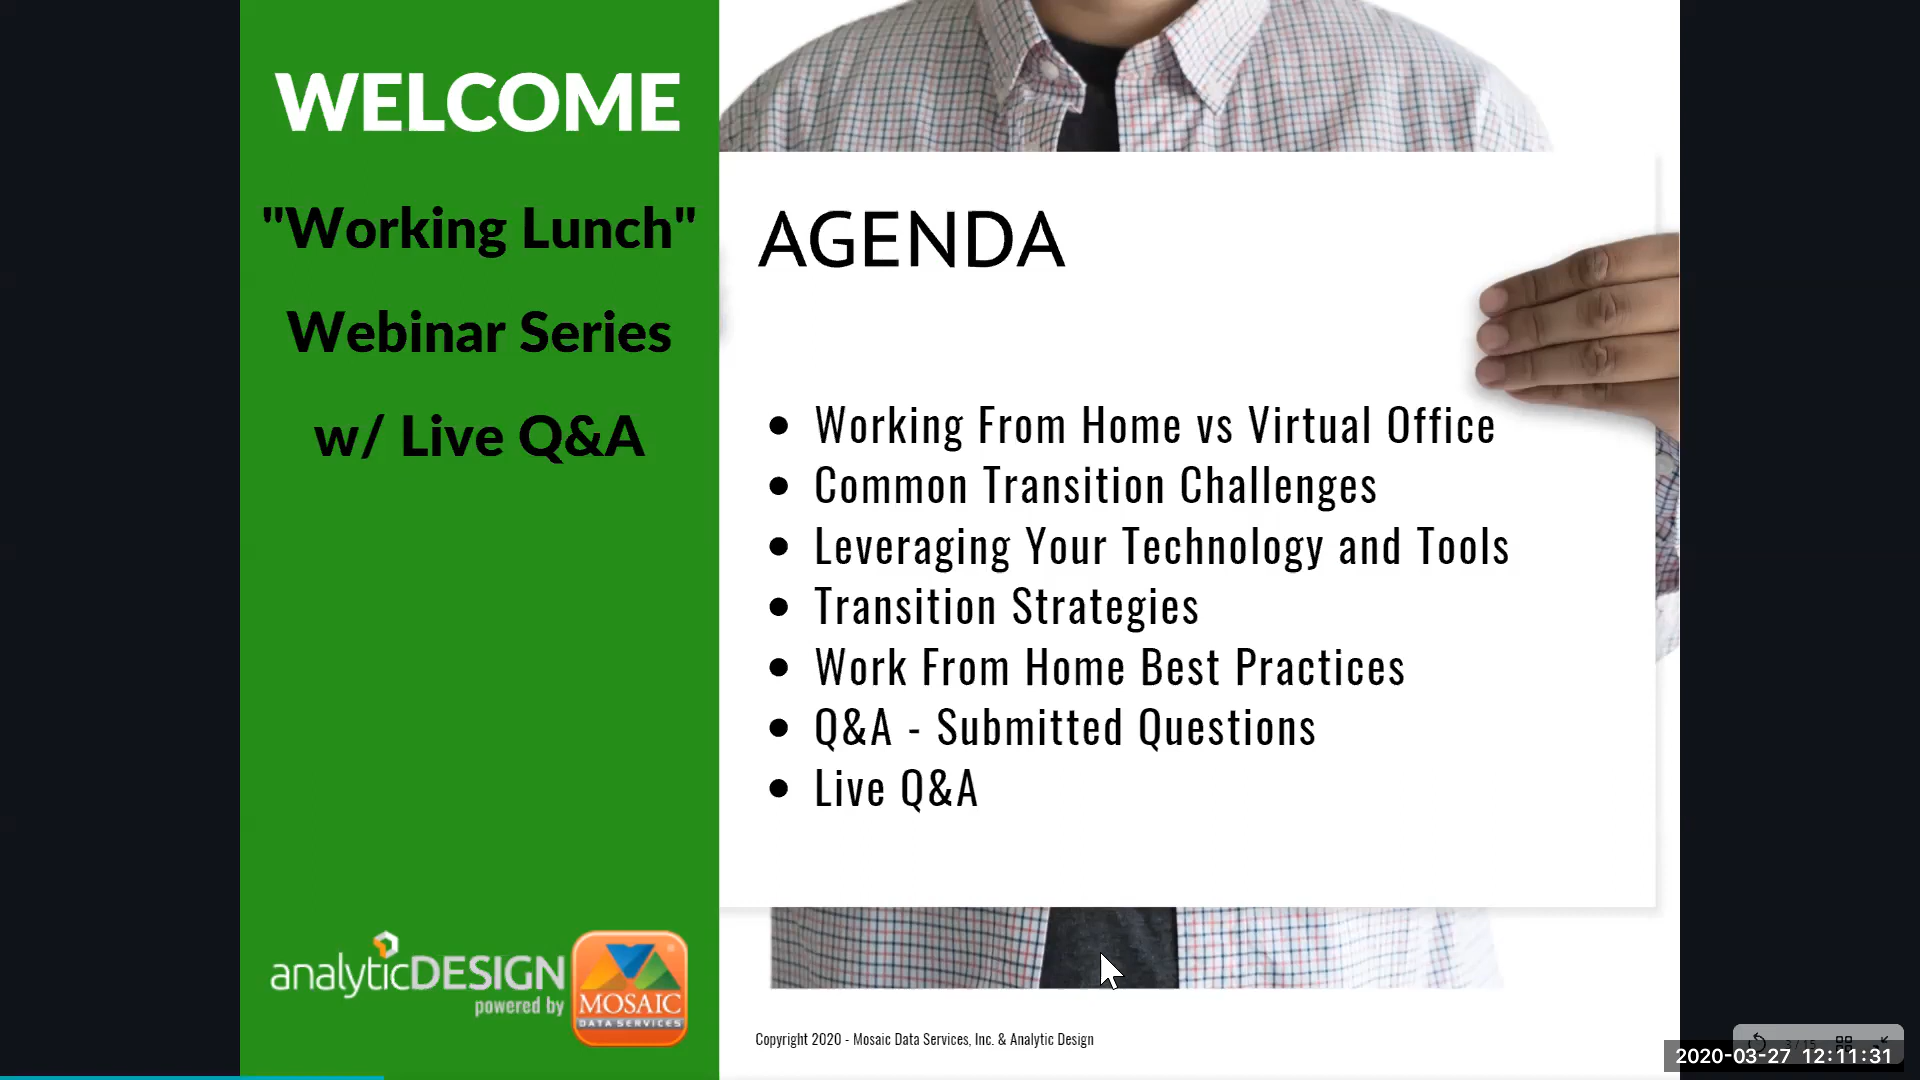 WELCOME
"Working Lunch"
Webinar Series
w/ Live Q&A
analyticDESIGN
powered by
MOSAIC
DATA SERVICES
AGENDA
• Working From Home vs Virtual Office
• Common Transition Challenges
• Leveraging Your Technology and Tools
• Transition Strategies
• Work From Home Best Practices
• Q&A - Submitted Questions
• Live Q&A
Copyright 2020 - Mosaic Data Services, Inc. & Analytic Design
3 / 15
2020-03-27 12:11:31